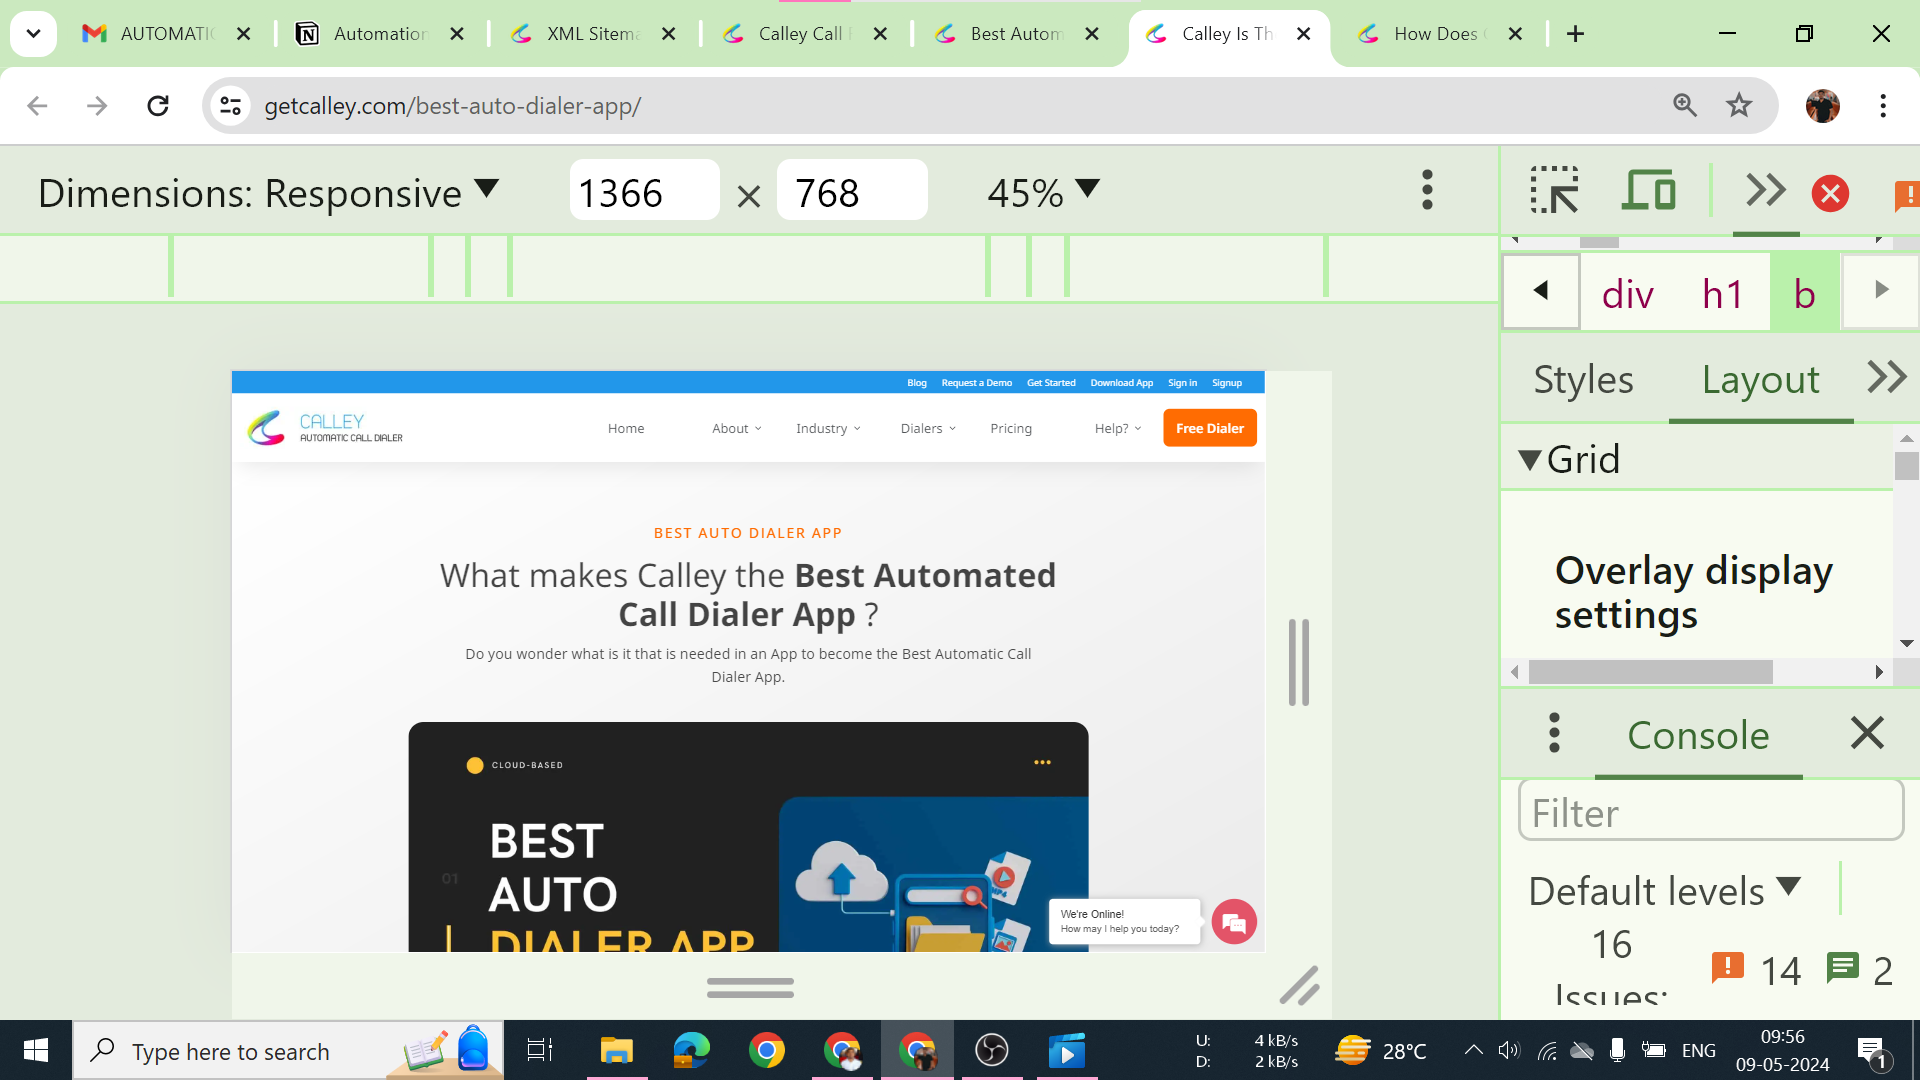 AUTOMATIC
Automation
XML Sitema
Calley Call
Best Autom
Calley Is Th
How Does
getcalley.com/best-auto-dialer-app/
Dimensions: Responsive
1366 × 768
45%
div h1 b
Styles Layout
Grid
Overlay display
settings
Console
Filter
Default levels
16
Issues:
14 2
Blog Request a Demo Get Started Download App Sign in Signup
CALLEY
AUTOMATIC CALL DIALER
Home About Industry Dialers Pricing Help? Free Dialer
BEST AUTO DIALER APP
What makes Calley the Best Automated
Call Dialer App ?
Do you wonder what is it that is needed in an App to become the Best Automatic Call
Dialer App.
CLOUD-BASED
BEST
AUTO
DIALER APP
01
MP4
We're Online!
How may I help you today?
Type here to search
U: 4 kB/s
D: 2 kB/s
28°C
ENG
09:56
09-05-2024
1